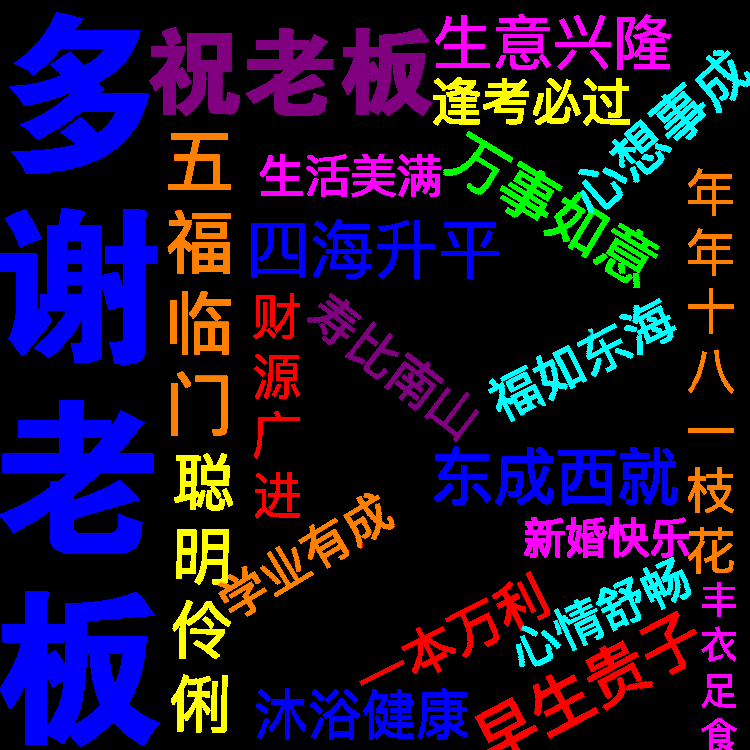 多谢老板
祝老板
生意兴隆
逢考必过
心想事成
五福临门
生活美满
万事如意
年年十八一枝花
四海升平
财源广进
寿比南山
福如东海
聪明伶俐
东成西就
学业有成
新婚快乐
心情舒畅
一本万利
早生贵子
丰衣足食
沐浴健康